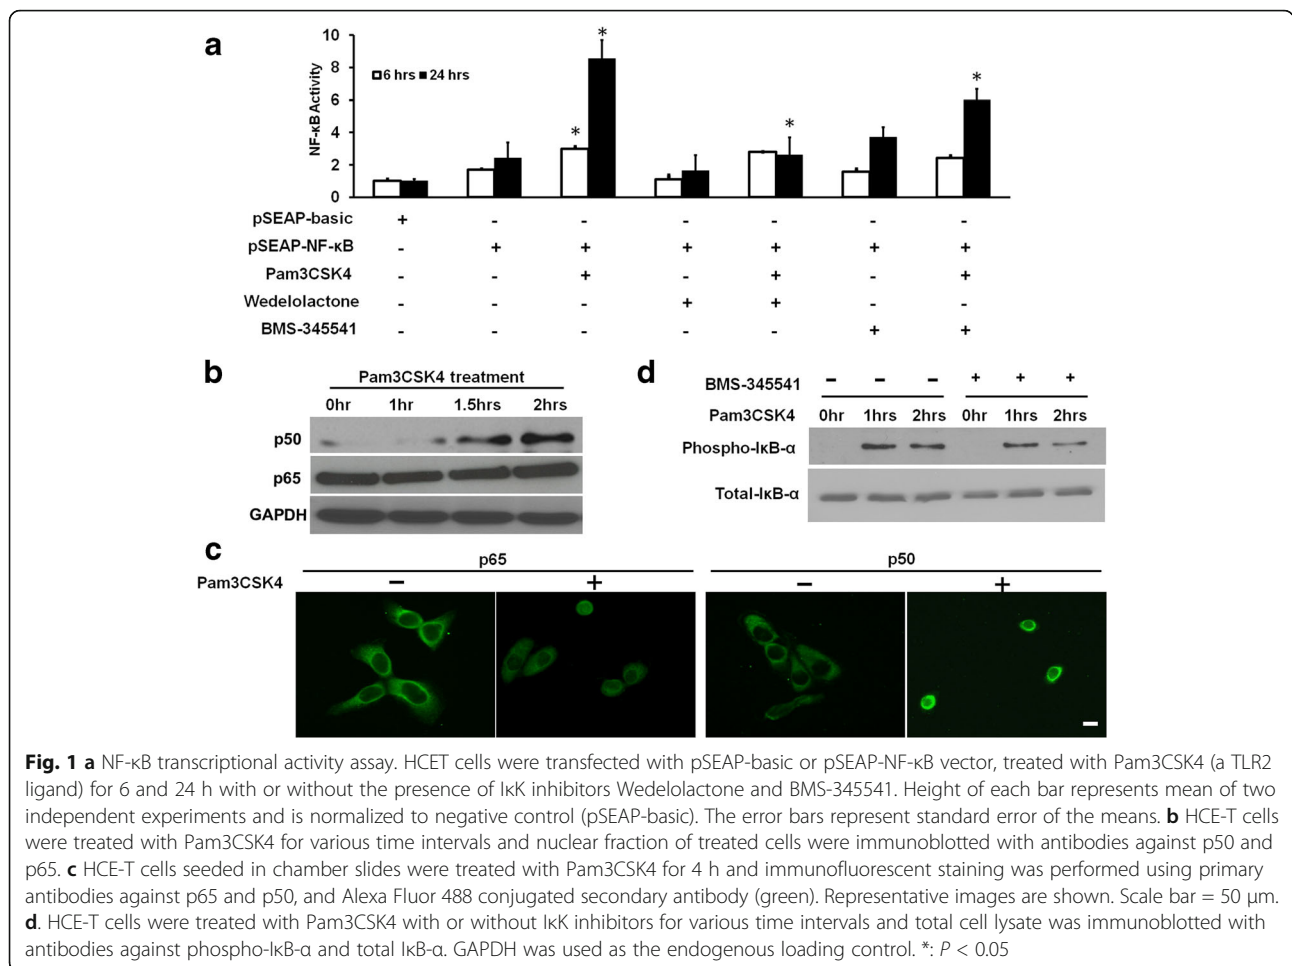 a
10
8
6
4
2
0
NF-κB Activity
6 hrs 24 hrs
* * * *
pSEAP-basic + - - - - - -
pSEAP-NF-κB - + + + + + +
Pam3CSK4 - - + - + - +
Wedelolactone - - - + + - -
BMS-345541 - - - - - + +
b
Pam3CSK4 treatment
0hr 1hr 1.5hrs 2hrs
p50
p65
GAPDH
d
BMS-345541 - - - + + +
Pam3CSK4 0hr 1hrs 2hrs 0hr 1hrs 2hrs
Phospho-IκB-α
Total-IκB-α
c
p65 p50
Pam3CSK4 - + - +
Fig. 1 a NF-κB transcriptional activity assay. HCET cells were transfected with pSEAP-basic or pSEAP-NF-κB vector, treated with Pam3CSK4 (a TLR2
ligand) for 6 and 24 h with or without the presence of IκK inhibitors Wedelolactone and BMS-345541. Height of each bar represents mean of two
independent experiments and is normalized to negative control (pSEAP-basic). The error bars represent standard error of the means. b HCE-T cells
were treated with Pam3CSK4 for various time intervals and nuclear fraction of treated cells were immunoblotted with antibodies against p50 and
p65. c HCE-T cells seeded in chamber slides were treated with Pam3CSK4 for 4 h and immunofluorescent staining was performed using primary
antibodies against p65 and p50, and Alexa Fluor 488 conjugated secondary antibody (green). Representative images are shown. Scale bar = 50 μm.
d. HCE-T cells were treated with Pam3CSK4 with or without IκK inhibitors for various time intervals and total cell lysate was immunoblotted with
antibodies against phospho-IκB-α and total IκB-α. GAPDH was used as the endogenous loading control. *: P < 0.05